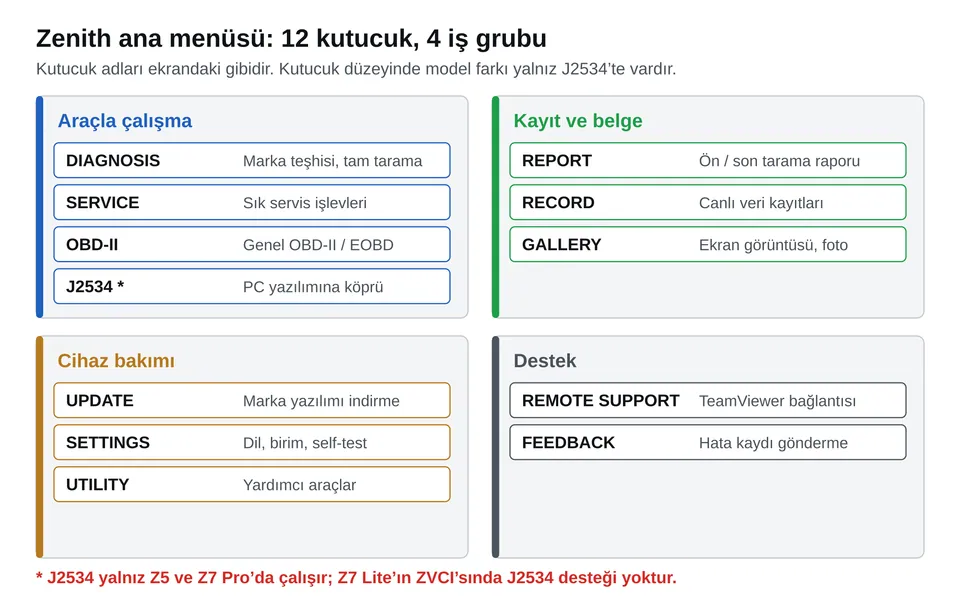 Zenith ana menüsü: 12 kutucuk, 4 iş grubu
Kutucuk adları ekrandaki gibidir. Kutucuk düzeyinde model farkı yalnız J2534’te vardır.
Araçla çalışma
DIAGNOSIS Marka teşhisi, tam tarama
SERVICE Sık servis işlevleri
OBD-II Genel OBD-II / EOBD
J2534 * PC yazılımına köprü
Kayıt ve belge
REPORT Ön / son tarama raporu
RECORD Canlı veri kayıtları
GALLERY Ekran görüntüsü, foto
Cihaz bakımı
UPDATE Marka yazılımı indirme
SETTINGS Dil, birim, self-test
UTILITY Yardımcı araçlar
Destek
REMOTE SUPPORT TeamViewer bağlantısı
FEEDBACK Hata kaydı gönderme
* J2534 yalnız Z5 ve Z7 Pro’da çalışır; Z7 Lite’ın ZVCI’sında J2534 desteği yoktur.